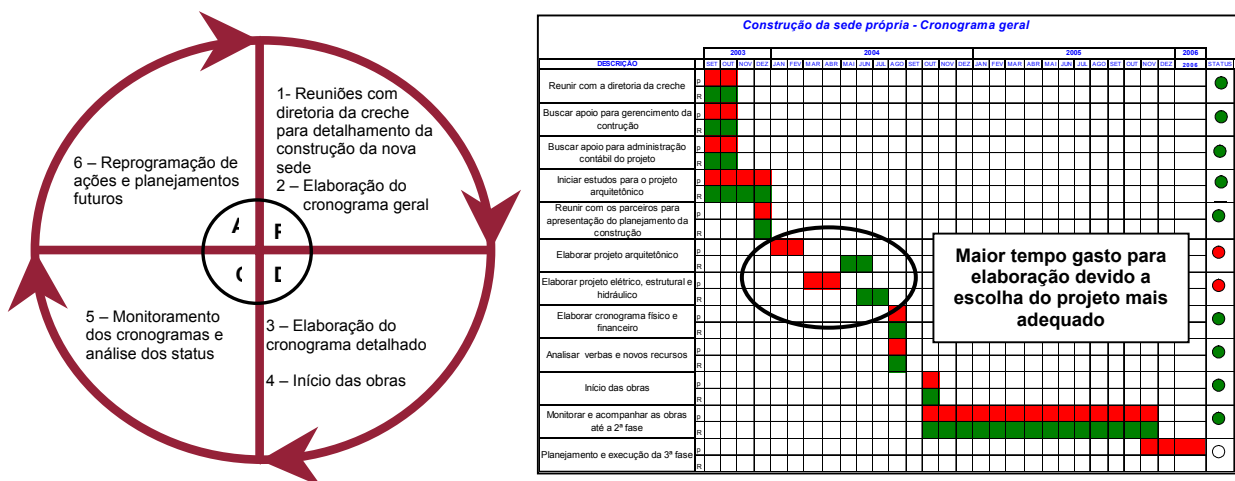 1- Reuniões com
diretoria da creche
para detalhamento da
construção da nova
sede
2 – Elaboração do
cronograma geral
6 – Reprogramação de
ações e planejamentos
futuros
5 – Monitoramento
dos cronogramas e
análise dos status
3 – Elaboração do
cronograma detalhado
4 – Início das obras
Construção da sede própria - Cronograma geral
2003 2004 2005 2006
DESCRIÇÃO SET OUT NOV DEZ JAN FEV MAR ABR MAI JUN JUL AGO SET OUT NOV DEZ JAN FEV MAR ABR MAI JUN JUL AGO SET OUT NOV DEZ 2006 STATUS
Reunir com a diretoria da creche
p
R
Buscar apoio para gerencimento da
contrução
p
R
Buscar apoio para administração
contábil do projeto
p
R
Iniciar estudos para o projeto
arquitetônico
p
R
Reunir com os parceiros para
apresentação do planejamento da
construção
p
R
Elaborar projeto arquitetônico
p
R
Elaborar projeto elétrico, estrutural e
hidráulico
p
R
Elaborar cronograma físico e
financeiro
p
R
Analisar verbas e novos recursos
p
R
Início das obras
p
R
Monitorar e acompanhar as obras
até a 2ª fase
p
R
Planejamento e execução da 3ª fase
p
R
Maior tempo gasto para
elaboração devido a
escolha do projeto mais
adequado